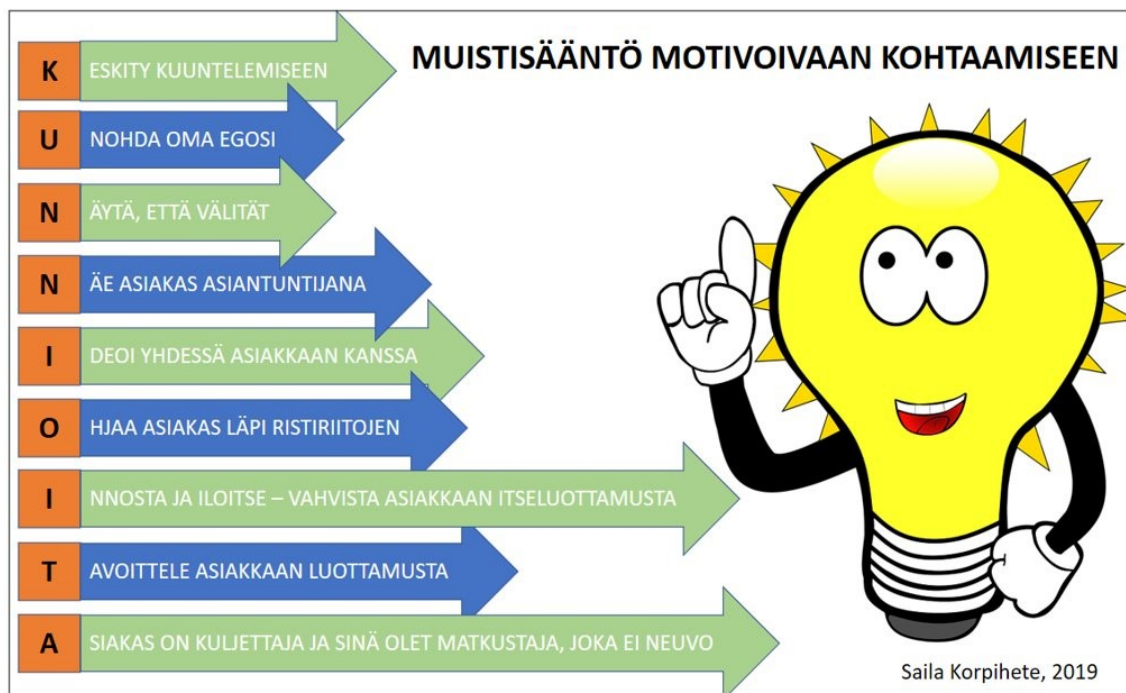 MUISTISÄÄNTÖ MOTIVOIVAAN KOHTAAMISEEN
K ESKITY KUUNTELEMISEEN
U NOHDA OMA EGOSI
N ÄYTÄ, ETTÄ VÄLITÄT
N ÄE ASIAKAS ASIANTUNTIJANA
I DEOI YHDESSÄ ASIAKKAAN KANSSA
O HJAA ASIAKAS LÄPI RISTIRIITOJEN
I NNOSTA JA ILOITSE – VAHVISTA ASIAKKAAN ITSELUOTTAMUSTA
T AVOITTELE ASIAKKAAN LUOTTAMUSTA
A SIAKAS ON KULJETTAJA JA SINÄ OLET MATKUSTAJA, JOKA EI NEUVO
Saila Korpihete, 2019